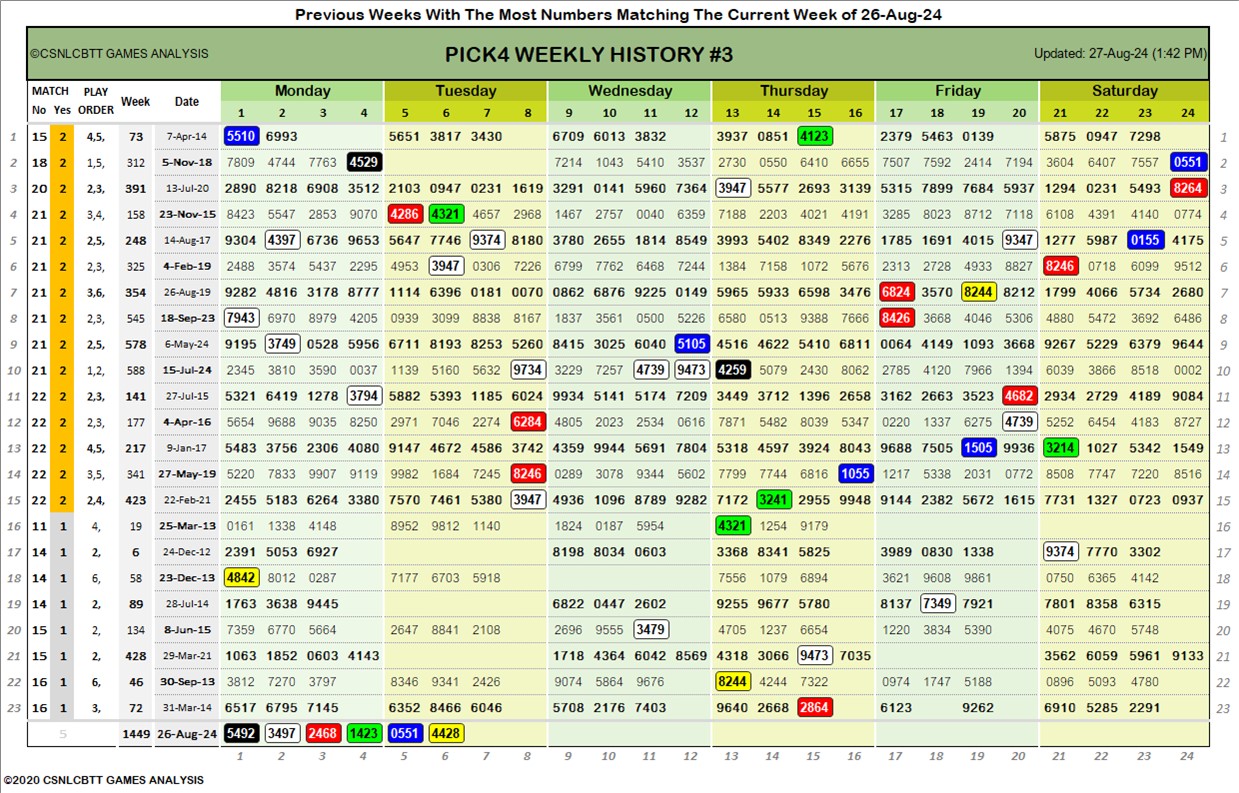 Previous Weeks With The Most Numbers Matching The Current Week of 26-Aug-24
©CSNLCBTT GAMES ANALYSIS PICK4 WEEKLY HISTORY #3 Updated: 27-Aug-24 (1:42 PM)
MATCH PLAY Week Date Monday Tuesday Wednesday Thursday Friday Saturday
No Yes ORDER 1 2 3 4 5 6 7 8 9 10 11 12 13 14 15 16 17 18 19 20 21 22 23 24
1 15 2 4,5, 73 7-Apr-14 5510 6993 5651 3817 3430 6709 6013 3832 3937 0851 4123 2379 5463 0139 5875 0947 7298 1
2 18 2 1,5, 312 5-Nov-18 7809 4744 7763 4529 7214 1043 5410 3537 2730 0550 6410 6655 7507 7592 2414 7194 3604 6407 7557 0551 2
3 20 2 2,3, 391 13-Jul-20 2890 8218 6908 3512 2103 0947 0231 1619 3291 0141 5960 7364 3947 5577 2693 3139 5315 7899 7684 5937 1294 0231 5493 8264 3
4 21 2 3,4, 158 23-Nov-15 8423 5547 2853 9070 4286 4321 4657 2968 1467 2757 0040 6359 7188 2203 4021 4191 3285 8023 8712 7118 6108 4391 4140 0774 4
5 21 2 2,5, 248 14-Aug-17 9304 4397 6736 9653 5647 7746 9374 8180 3780 2655 1814 8549 3993 5402 8349 2276 1785 1691 4015 9347 1277 5987 0155 4175 5
6 21 2 2,3, 325 4-Feb-19 2488 3574 5437 2295 4953 3947 0306 7226 6799 7762 6468 7244 1384 7158 1072 5676 2313 2728 4933 8827 8246 0718 6099 9512 6
7 21 2 3,6, 354 26-Aug-19 9282 4816 3178 8777 1114 6396 0181 0070 0862 6876 9225 0149 5965 5933 6598 3476 6824 3570 8244 8212 1799 4066 5734 2680 7
8 21 2 2,3, 545 18-Sep-23 7943 6970 8979 4205 0939 3099 8838 8167 1837 3561 0500 5226 6580 0513 9388 7666 8426 3668 4046 5306 4880 5472 3692 6486 8
9 21 2 2,5, 578 6-May-24 9195 3749 0528 5956 6711 8193 8253 5260 8415 3025 6040 5105 4516 4622 5410 6811 0064 4149 1093 3668 9267 5229 6379 9644 9
10 21 2 1,2, 588 15-Jul-24 2345 3810 3590 0037 1139 5160 5632 9734 3229 7257 4739 9473 4259 5079 2430 8062 2785 4120 7966 1394 6039 3866 8518 0002 10
11 22 2 2,3, 141 27-Jul-15 5321 6419 1278 3794 5882 5393 1185 6024 9934 5141 5174 7209 3449 3712 1396 2658 3162 2663 3523 4682 2934 2729 4189 9084 11
12 22 2 2,3, 177 4-Apr-16 5654 9688 9035 8250 2971 7046 2274 6284 4805 2023 2534 0616 7871 5482 8039 5347 0220 1337 6275 4739 5252 6454 4183 8727 12
13 22 2 4,5, 217 9-Jan-17 5483 3756 2306 4080 9147 4672 4586 3742 4359 9944 5691 7804 5318 4597 3924 8043 9688 7505 1505 9936 3214 1027 5342 1549 13
14 22 2 3,5, 341 27-May-19 5220 7833 9907 9119 9982 1684 7245 8246 0289 3078 9344 5602 7799 7744 6816 1055 1217 5338 2031 0772 8508 7747 7220 8516 14
15 22 2 2,4, 423 22-Feb-21 2455 5183 6264 3380 7570 7461 5380 3947 4936 1096 8789 9282 7172 3241 2955 9948 9144 2382 5672 1615 7731 1327 0723 0937 15
16 11 1 4, 19 25-Mar-13 0161 1338 4148 8952 9812 1140 1824 0187 5954 4321 1254 9179 16
17 14 1 2, 6 24-Dec-12 2391 5053 6927 8198 8034 0603 3368 8341 5825 3989 0830 1338 9374 7770 3302 17
18 14 1 6, 58 23-Dec-13 4842 8012 0287 7177 6703 5918 7556 1079 6894 3621 9608 9861 0750 6365 4142 18
19 14 1 2, 89 28-Jul-14 1763 3638 9445 6822 0447 2602 9255 9677 5780 8137 7349 7921 7801 8358 6315 19
20 15 1 2, 134 8-Jun-15 7359 6770 5664 2647 8841 2108 2696 9555 3479 4705 1237 6654 1220 3834 5390 4075 4670 5748 20
21 15 1 2, 428 29-Mar-21 1063 1852 0603 4143 1718 4364 6042 8569 4318 3066 9473 7035 3562 6059 5961 9133 21
22 16 1 6, 46 30-Sep-13 3812 7270 3797 8346 9341 2426 9074 5864 9676 8244 4244 7322 0974 1747 5188 0896 5093 4780 22
23 16 1 3, 72 31-Mar-14 6517 6795 7145 6352 8466 6046 5708 2176 7403 9640 2668 2864 6123 9262 6910 5285 2291 23
5 1449 26-Aug-24 5492 3497 2468 1423 0551 4428
1 2 3 4 5 6 7 8 9 10 11 12 13 14 15 16 17 18 19 20 21 22 23 24
©2020 CSNLCBTT GAMES ANALYSIS